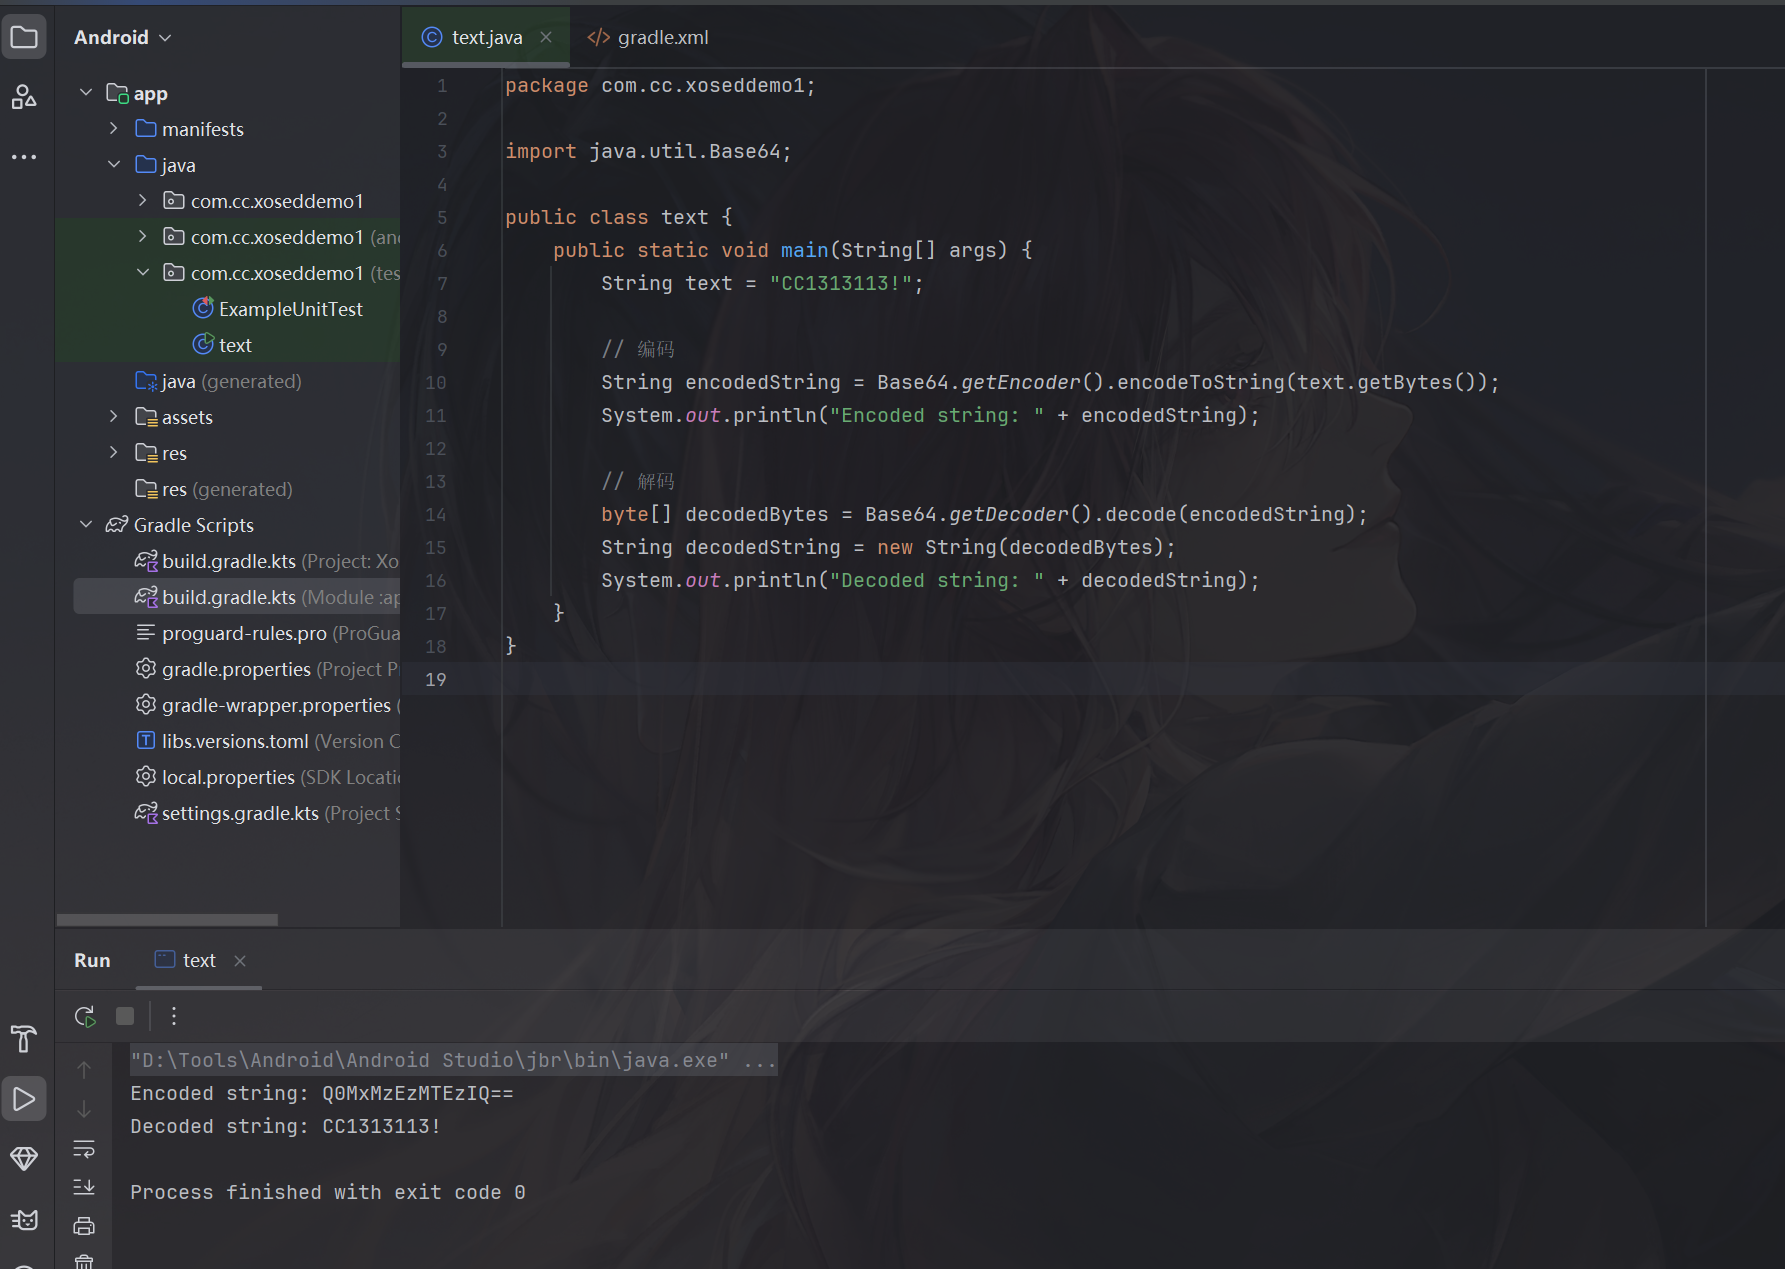 Android
app
manifests
java
com.cc.xoseddemo1
com.cc.xoseddemo1 (and
com.cc.xoseddemo1 (tes
ExampleUnitTest
text
java (generated)
assets
res
res (generated)
Gradle Scripts
build.gradle.kts (Project: Xo
build.gradle.kts (Module :ap
proguard-rules.pro (ProGua
gradle.properties (Project Pr
gradle-wrapper.properties (
libs.versions.toml (Version C
local.properties (SDK Locatio
settings.gradle.kts (Project S
text.java
gradle.xml
1 package com.cc.xoseddemo1;
2
3 import java.util.Base64;
4
5 public class text {
6 public static void main(String[] args) {
7 String text = "CC1313113!";
8
9 // 编码
10 String encodedString = Base64.getEncoder().encodeToString(text.getBytes());
11 System.out.println("Encoded string: " + encodedString);
12
13 // 解码
14 byte[] decodedBytes = Base64.getDecoder().decode(encodedString);
15 String decodedString = new String(decodedBytes);
16 System.out.println("Decoded string: " + decodedString);
17 }
18 }
19
Run
text
"D:\Tools\Android\Android Studio\jbr\bin\java.exe" ...
Encoded string: Q0MxMzEzMTEzIQ==
Decoded string: CC1313113!
Process finished with exit code 0